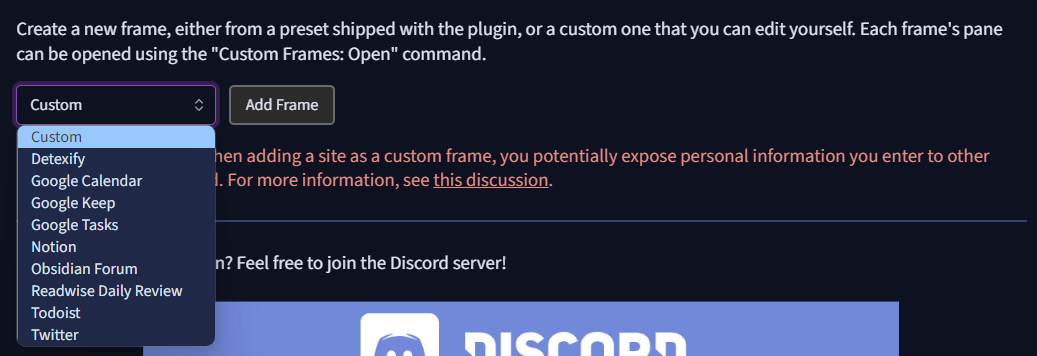 Create a new frame, either from a preset shipped with the plugin, or a custom one that you can edit yourself. Each frame's pane
can be opened using the "Custom Frames: Open" command.
Custom
Add Frame
Custom
Detexify
Google Calendar
Google Keep
Google Tasks
Notion
Obsidian Forum
Readwise Daily Review
Todoist
Twitter
hen adding a site as a custom frame, you potentially expose personal information you enter to other
. For more information, see this discussion.
n? Feel free to join the Discord server!
DISCORD